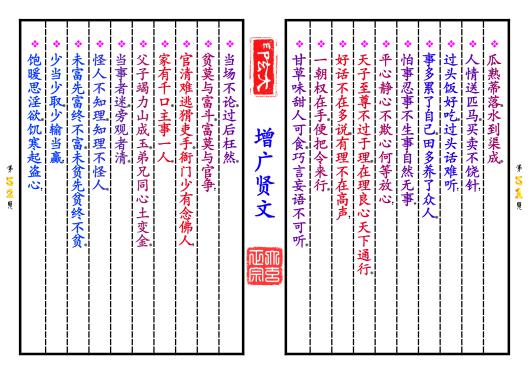 瓜熟蒂落水到渠成。
人情送匹马买卖不饶针。
过头饭好吃过头话难听。
事多累了自己田多养了众人。
怕事忍事不生事自然无事。
平心静心不欺心何等放心。
天子至尊不过于理在理良心天下通行。
好话不在多说有理不在高声。
一朝权在手便把令来行。
甘草味甜人可食巧言妄语不可听。
增广贤文
当场不论过后枉然。
贫莫与富斗富莫与官争。
官清难逃猾吏手衙门少有念佛人。
家有千口主事一人。
父子竭力山成玉弟兄同心土变金。
当事者迷旁观者清。
怪人不知理知理不怪人。
未富先富终不富未贫先贫终不贫。
少当少取少输当赢。
饱暖思淫欲饥寒起盗心。